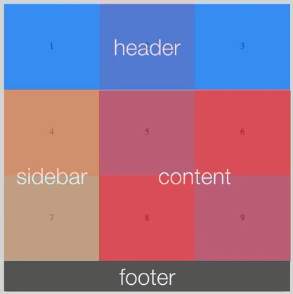 1 header 3
4 5 6
sidebar content
7 8 9
footer